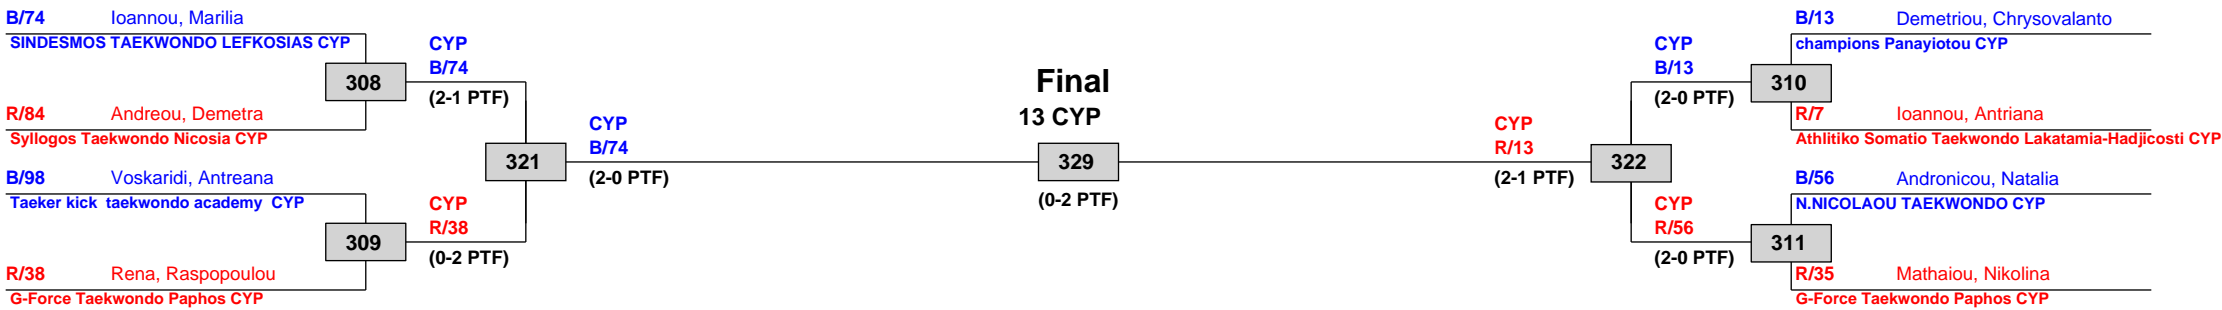 B/74 Ioannou, Marilia
SINDESMOS TAEKWONDO LEFKOSIAS CYP
308
R/84 Andreou, Demetra
Syllogos Taekwondo Nicosia CYP
B/98 Voskaridi, Antreana
Taeker kick taekwondo academy CYP
309
R/38 Rena, Raspopoulou
G-Force Taekwondo Paphos CYP
CYP
B/74
(2-1 PTF)
321
CYP
R/38
(0-2 PTF)
CYP
B/74
(2-0 PTF)
Final
13 CYP
329
(0-2 PTF)
CYP
R/13
(2-1 PTF)
322
CYP
B/13
(2-0 PTF)
CYP
R/56
(2-0 PTF)
B/13 Demetriou, Chrysovalanto
champions Panayiotou CYP
310
R/7 Ioannou, Antriana
Athlitiko Somatio Taekwondo Lakatamia-Hadjicosti CYP
B/56 Andronicou, Natalia
N.NICOLAOU TAEKWONDO CYP
311
R/35 Mathaiou, Nikolina
G-Force Taekwondo Paphos CYP